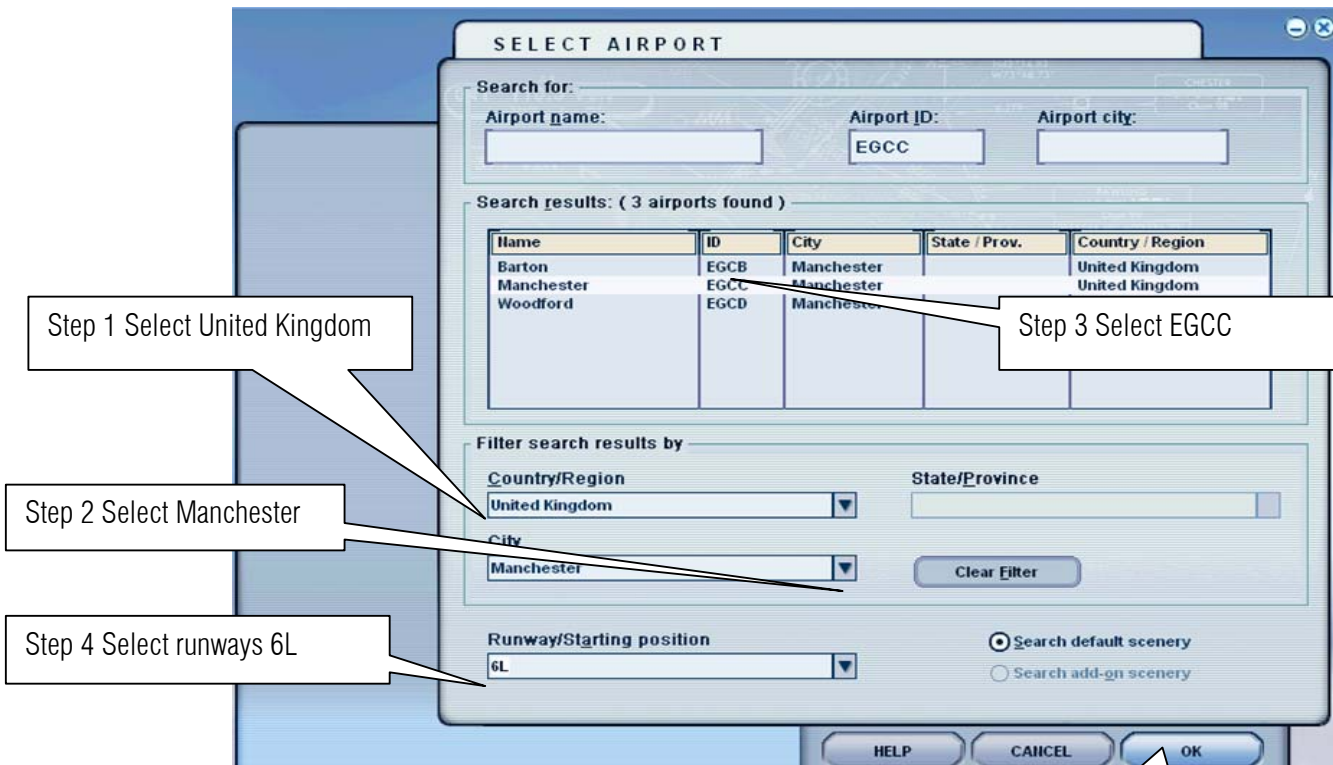 SELECT AIRPORT
Search for:
Airport name:
Airport ID:
Airport city:
EGCC
Search results: ( 3 airports found )
Name ID City State / Prov. Country / Region
Barton EGCB Manchester United Kingdom
Manchester EGCC Manchester United Kingdom
Woodford EGCD Manchester
Step 1 Select United Kingdom
Step 3 Select EGCC
Filter search results by
Country/Region
State/Province
United Kingdom
Step 2 Select Manchester
City
Manchester
Clear Filter
Step 4 Select runways 6L
Runway/Starting position
6L
Search default scenery
Search add-on scenery
HELP CANCEL OK